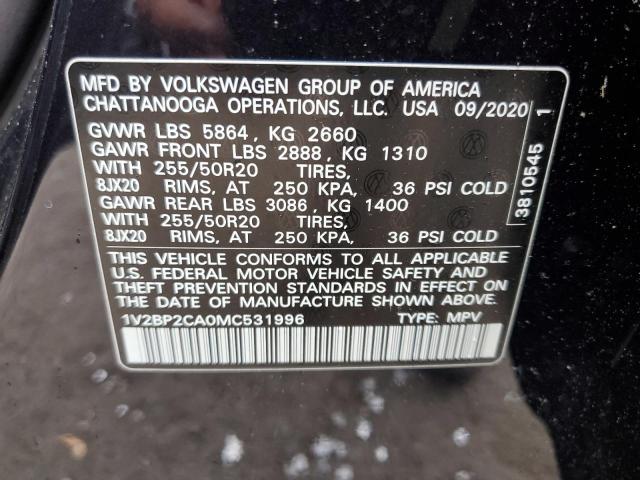 MFD BY VOLKSWAGEN GROUP OF AMERICA
CHATTANOOGA OPERATIONS, LLC. USA 09/2020
GVWR LBS 5864, KG 2660
GAWR FRONT LBS 2888, KG 1310
WITH 255/50R20 TIRES,
8JX20 RIMS, AT 250 KPA, 36 PSI COLD
GAWR REAR LBS 3086, KG 1400
WITH 255/50R20 TIRES,
8JX20 RIMS, AT 250 KPA, 36 PSI COLD
THIS VEHICLE CONFORMS TO ALL APPLICABLE
U.S. FEDERAL MOTOR VEHICLE SAFETY AND
THEFT PREVENTION STANDARDS IN EFFECT ON
THE DATE OF MANUFACTURE SHOWN ABOVE.
1V2BP2CA0MC531996 TYPE: MPV
3810545 1